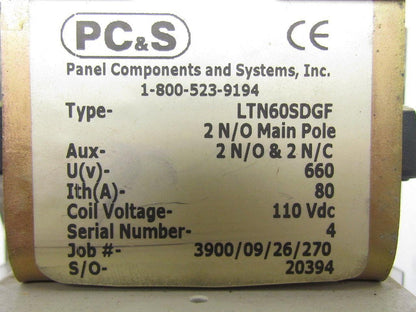 PC&S CE
Panel Components and Systems, Inc.
1-800-523-9194
Type- LTN60SDGF
2 N/O Main Pole
Aux- 2 N/O & 2 N/C
U(v)- 660
Ith(A)- 80
Coil Voltage- 110 Vdc
Serial Number- 4
Job #- 3900/09/26/270
S/O- 20394